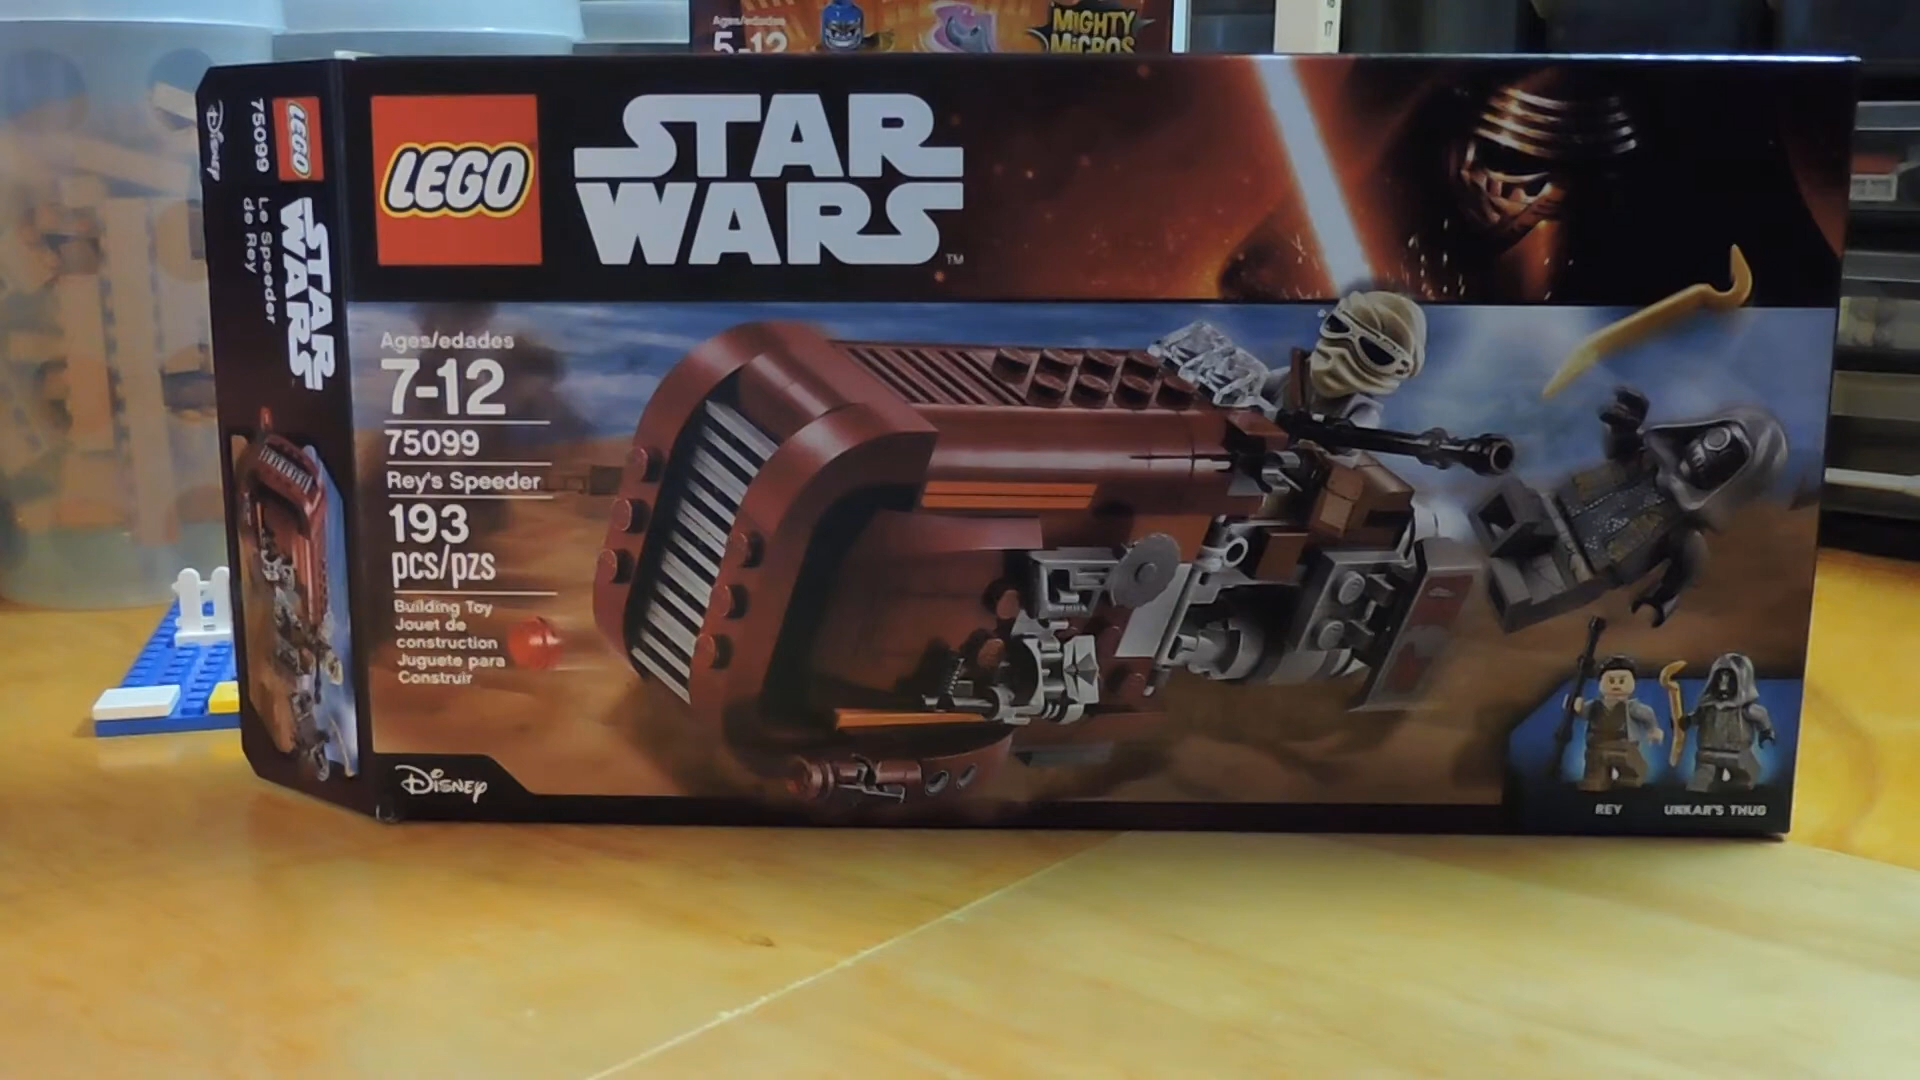 Ages/edades
5-12
MIGHTY
MICROS
17
Disney
75099
LEGO
Le Speeder
de Rey
STAR
WARS
LEGO
STAR
WARS
TM
Ages/edades
7-12
75099
Rey's Speeder
193
pcs/pzs
Building Toy
Jouet de
construction
Juguete para
Construir
Disney
REY
UNKAR'S THUG